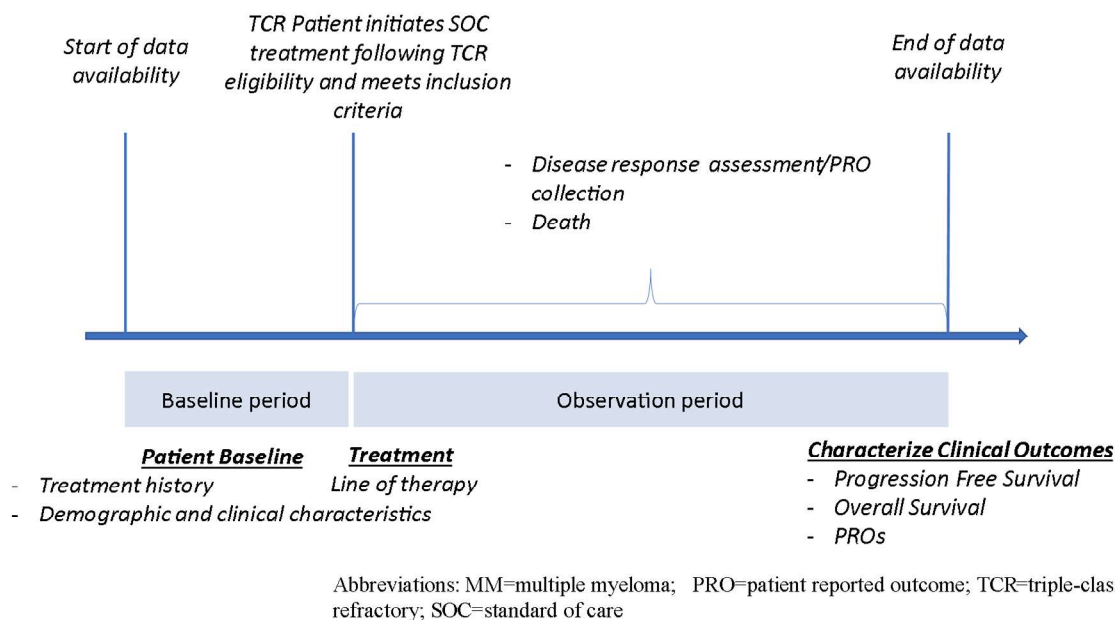 Start of data
availability
TCR Patient initiates SOC
treatment following TCR
eligibility and meets inclusion
criteria
End of data
availability
- Disease response assessment/PRO
collection
- Death
Baseline period
Observation period
Patient Baseline
- Treatment history
- Demographic and clinical characteristics
Treatment
Line of therapy
Characterize Clinical Outcomes
- Progression Free Survival
- Overall Survival
- PROs
Abbreviations: MM=multiple myeloma; PRO=patient reported outcome; TCR=triple-clas
refractory; SOC=standard of care